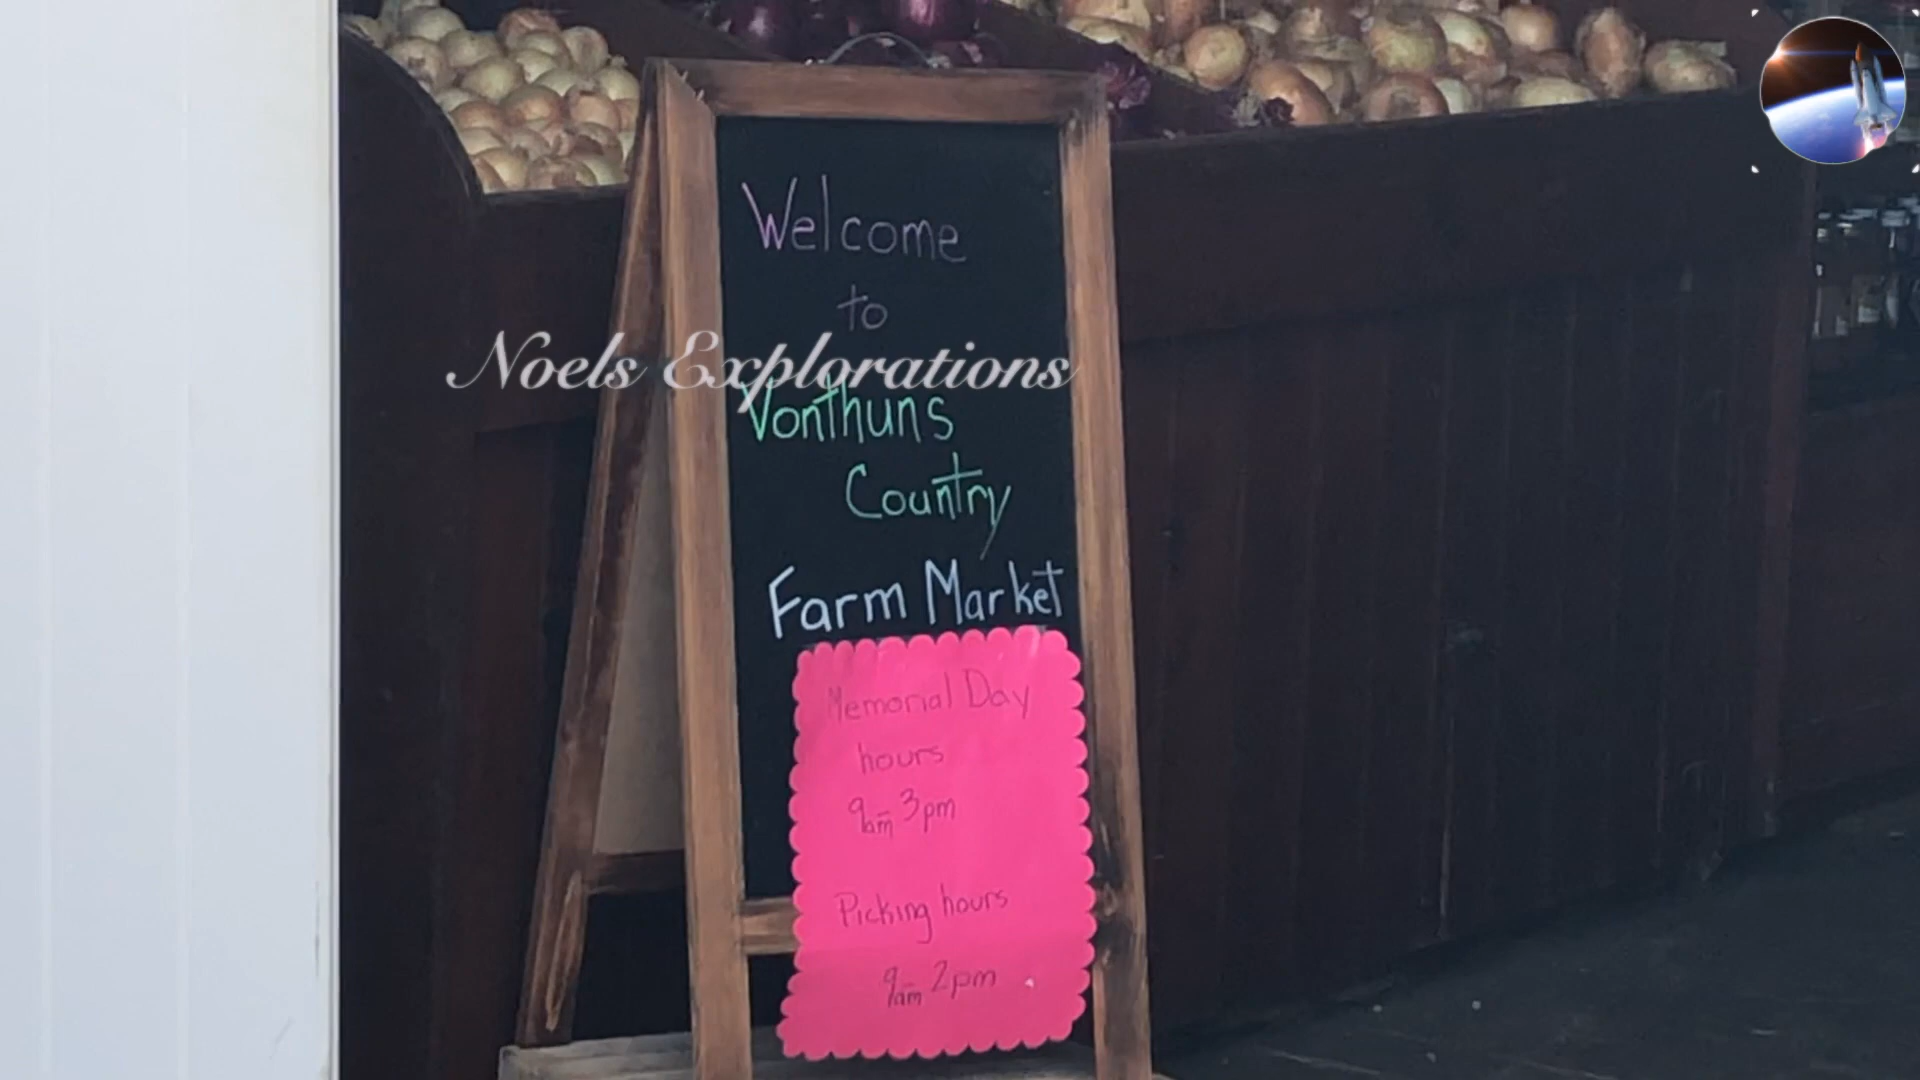 Welcome
to
Noels Explorations
Vonthuns
Country
Farm Market
Memorial Day
hours
9am 3pm
Picking hours
9am 2pm